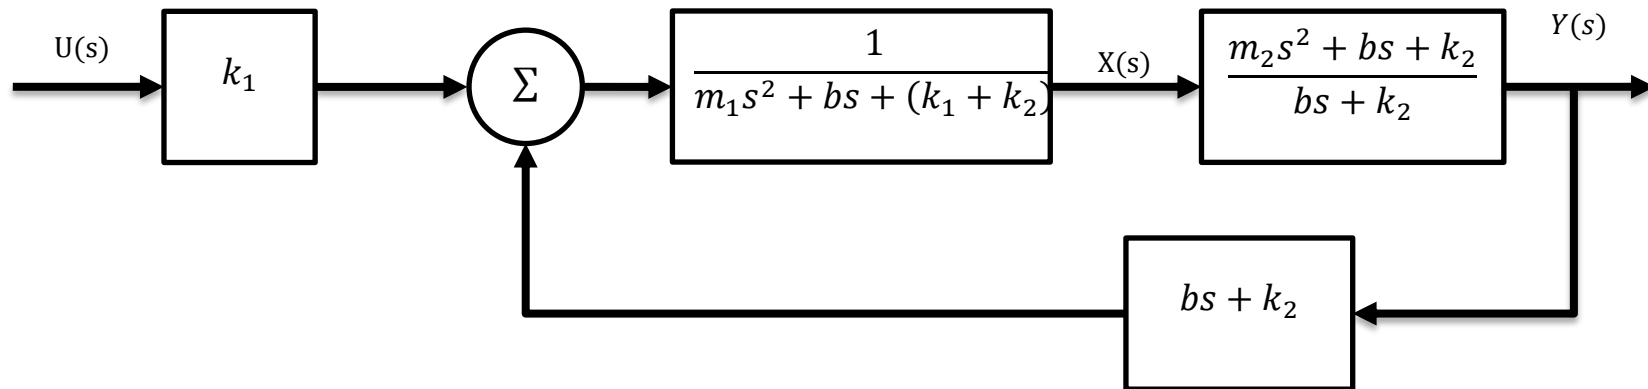 U(s)
k₁
Σ
1
m₁s² + bs + (k₁ + k₂)
X(s)
m₂s² + bs + k₂
bs + k₂
Y(s)
bs + k₂